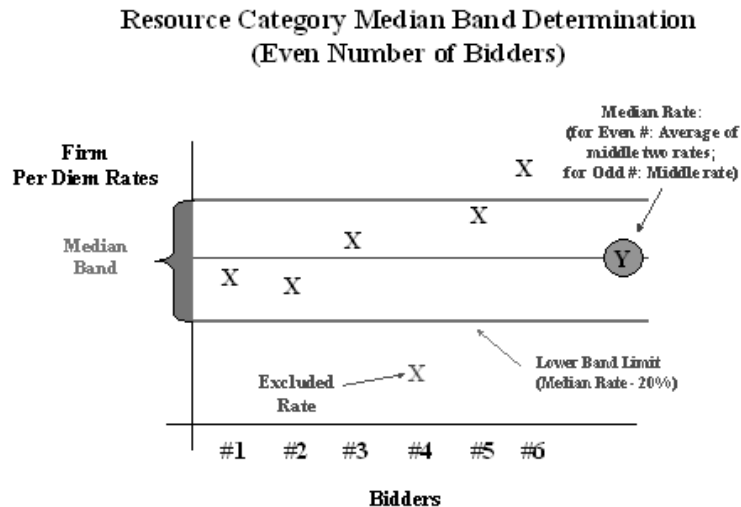 Resource Category Median Band Determination
(Even Number of Bidders)
Median Rate:
(for Even #: Average of
middle two rates;
for Odd #: Middle rate)
Firm
Per Diem Rates
X
X
X
X
X
Y
Median
Band
Lower Band Limit
(Median Rate - 20%)
Excluded
Rate
X
#1 #2 #3 #4 #5 #6
Bidders